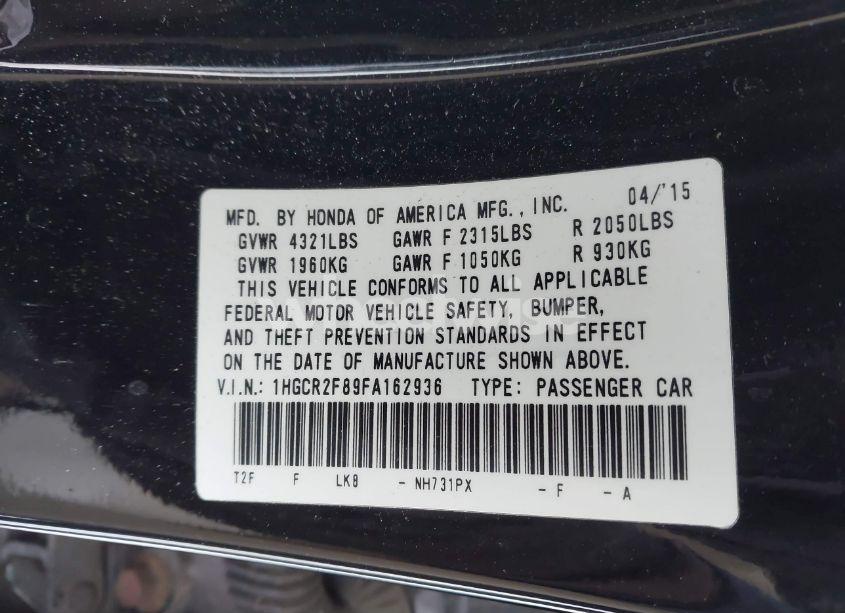 MFD. BY HONDA OF AMERICA MFG., INC. 04/'15
GVWR 4321LBS GAWR F 2315LBS R 2050LBS
GVWR 1960KG GAWR F 1050KG R 930KG
THIS VEHICLE CONFORMS TO ALL APPLICABLE
FEDERAL MOTOR VEHICLE SAFETY, BUMPER,
AND THEFT PREVENTION STANDARDS IN EFFECT
ON THE DATE OF MANUFACTURE SHOWN ABOVE.
V.I.N.: 1HGCR2F89FA162936 TYPE: PASSENGER CAR
T2F F LK8 - NH731PX - F - A